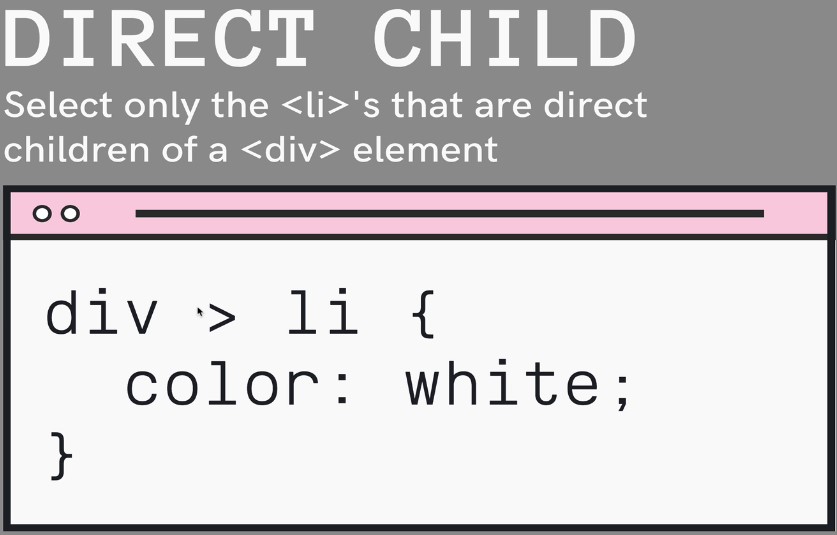 DIRECT CHILD
Select only the <li>'s that are direct
children of a <div> element
div > li {
  color: white;
}